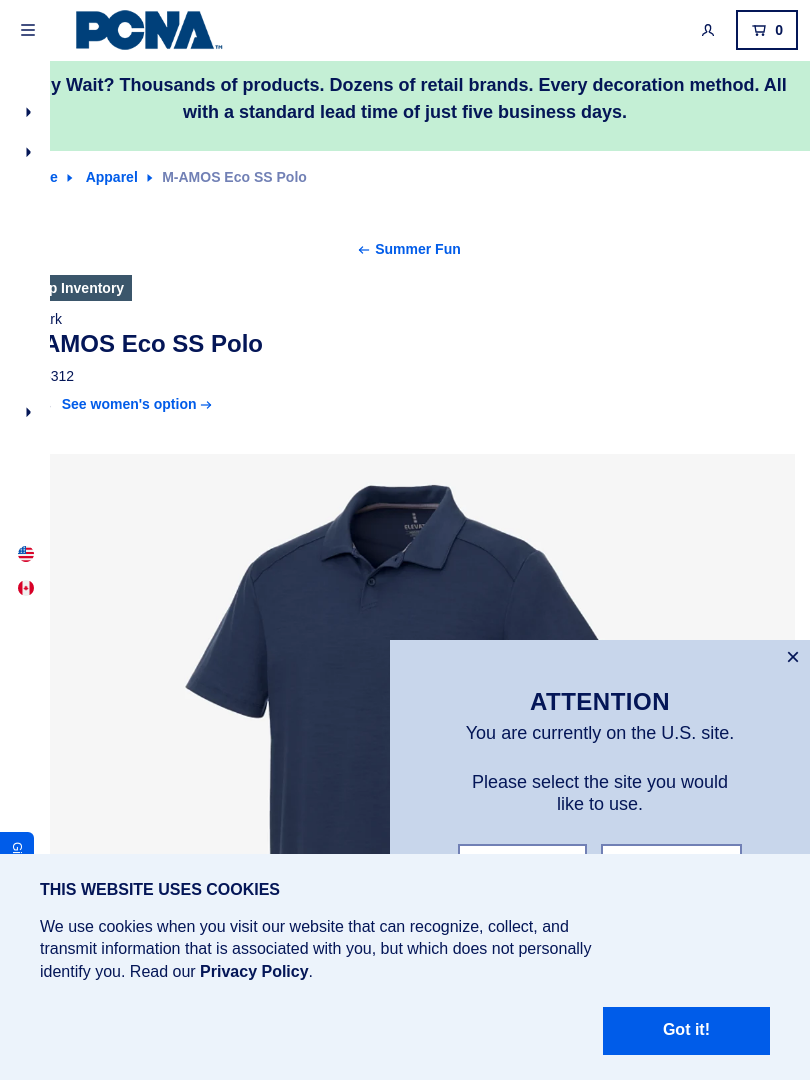 PCNA™
0
y Wait? Thousands of products. Dozens of retail brands. Every decoration method. All
with a standard lead time of just five business days.
e Apparel M-AMOS Eco SS Polo
Summer Fun
p Inventory
rk
AMOS Eco SS Polo
312
See women's option
ELEVATE
×
ATTENTION
You are currently on the U.S. site.
Please select the site you would
like to use.
Gi
THIS WEBSITE USES COOKIES
We use cookies when you visit our website that can recognize, collect, and
transmit information that is associated with you, but which does not personally
identify you. Read our Privacy Policy.
Got it!